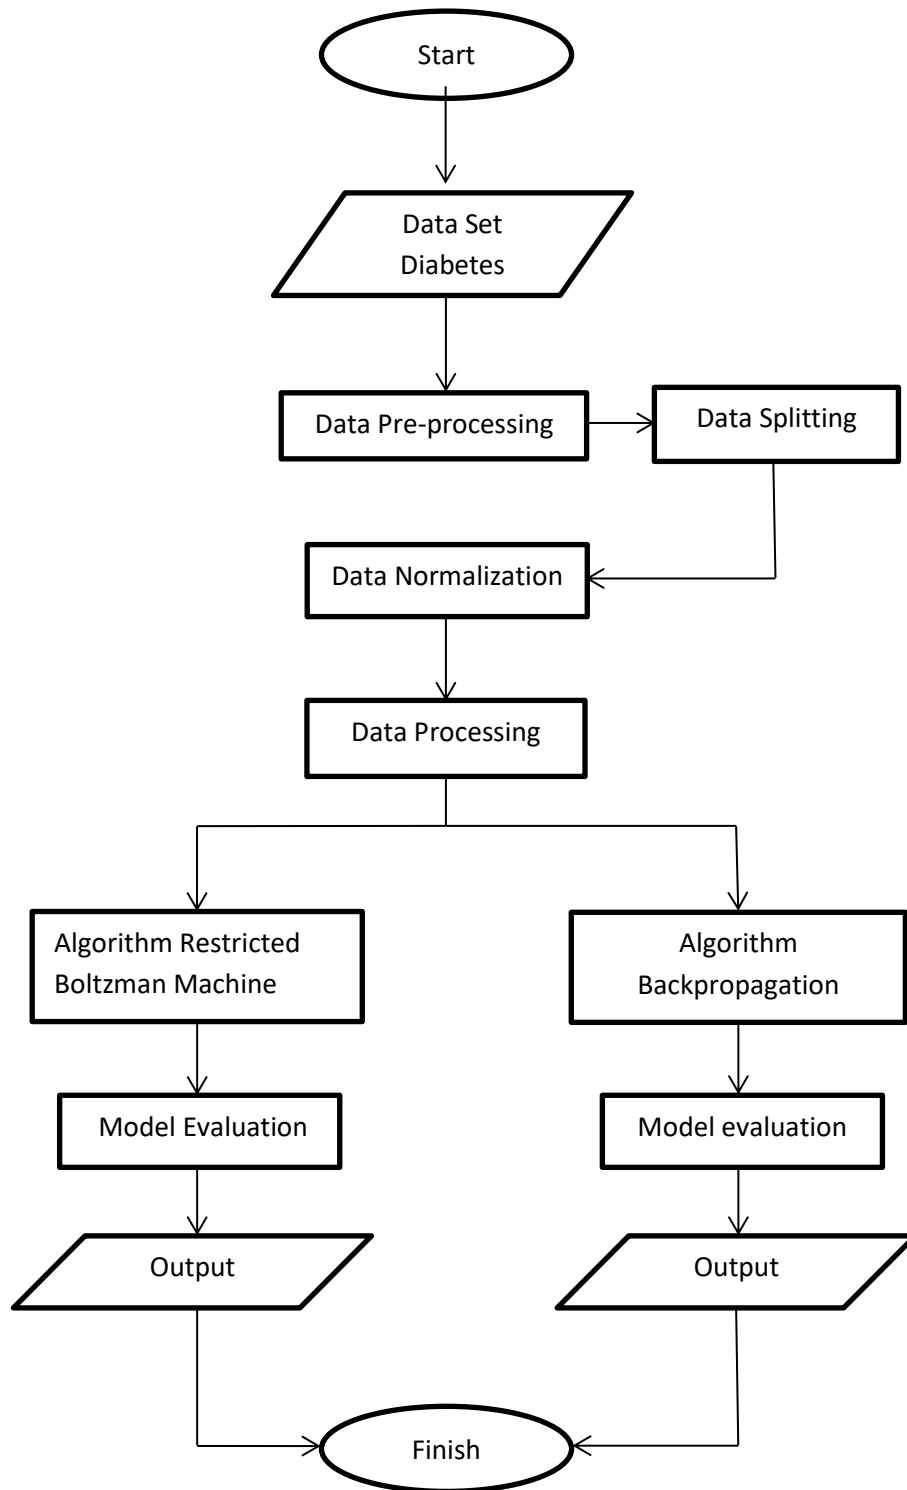 Start
Data Set
Diabetes
Data Pre-processing
Data Splitting
Data Normalization
Data Processing
Algorithm Restricted
Boltzman Machine
Algorithm
Backpropagation
Model Evaluation
Model evaluation
Output
Output
Finish